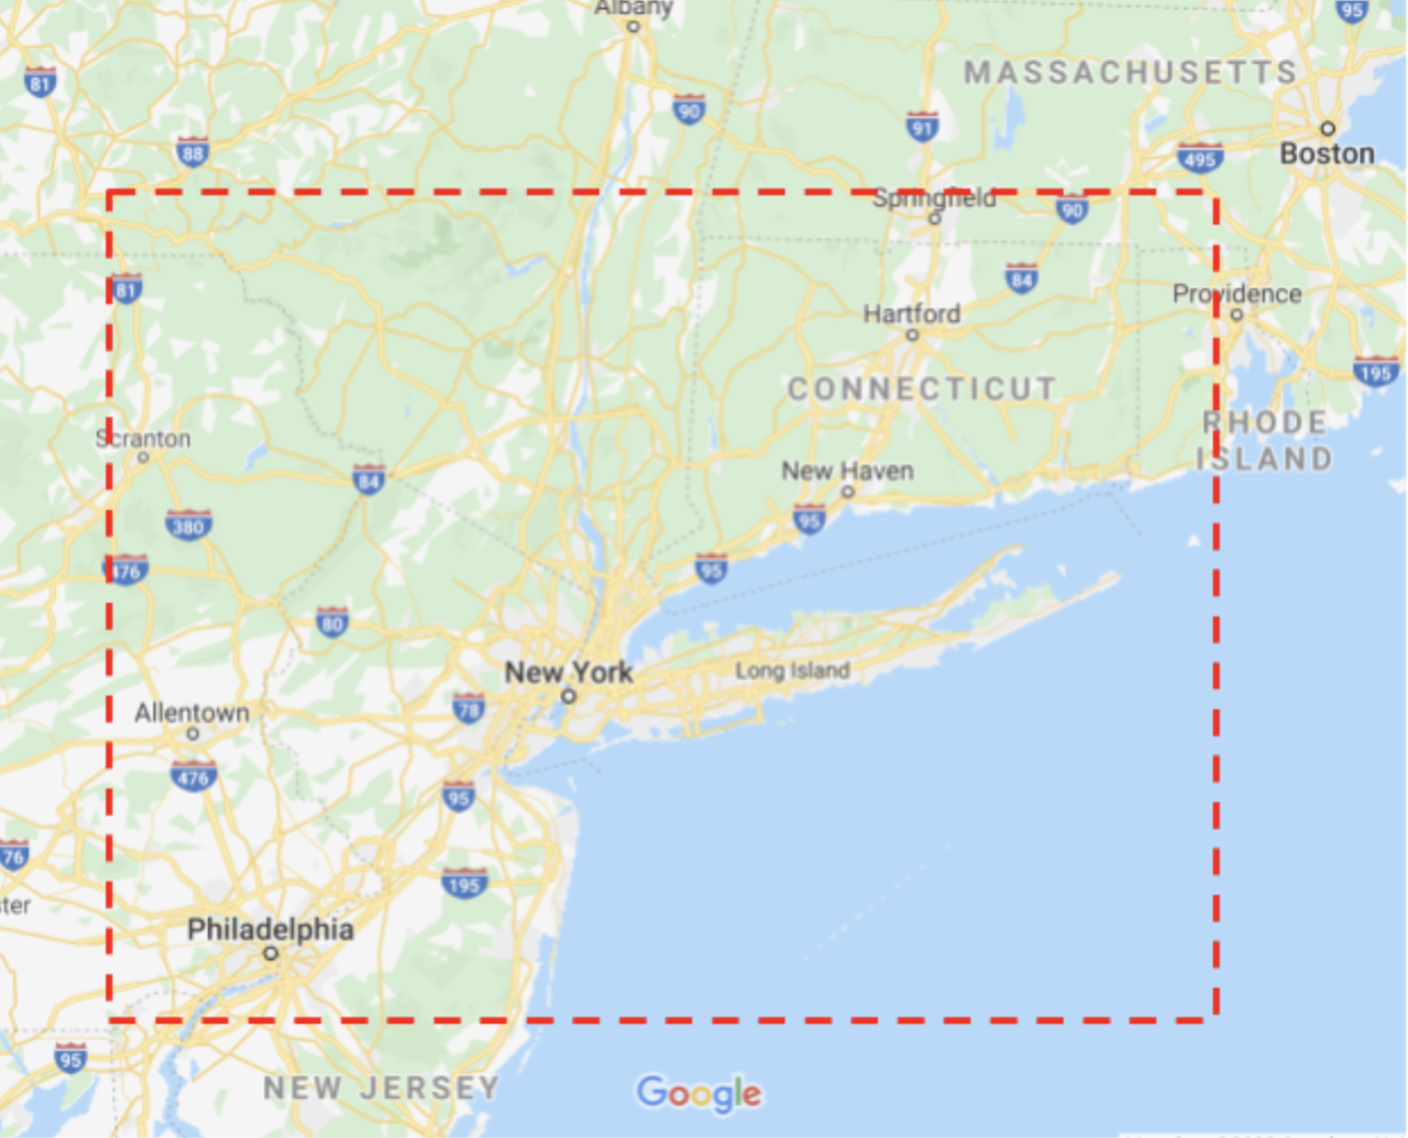 Albany
95
81
MASSACHUSETTS
90
91
88
495
Boston
Springfield
90
84
81
Providence
Hartford
195
CONNECTICUT
RHODE
ISLAND
Scranton
New Haven
84
380
95
476
95
80
New York
Long Island
78
Allentown
476
95
76
195
ster
Philadelphia
95
NEW JERSEY
Google